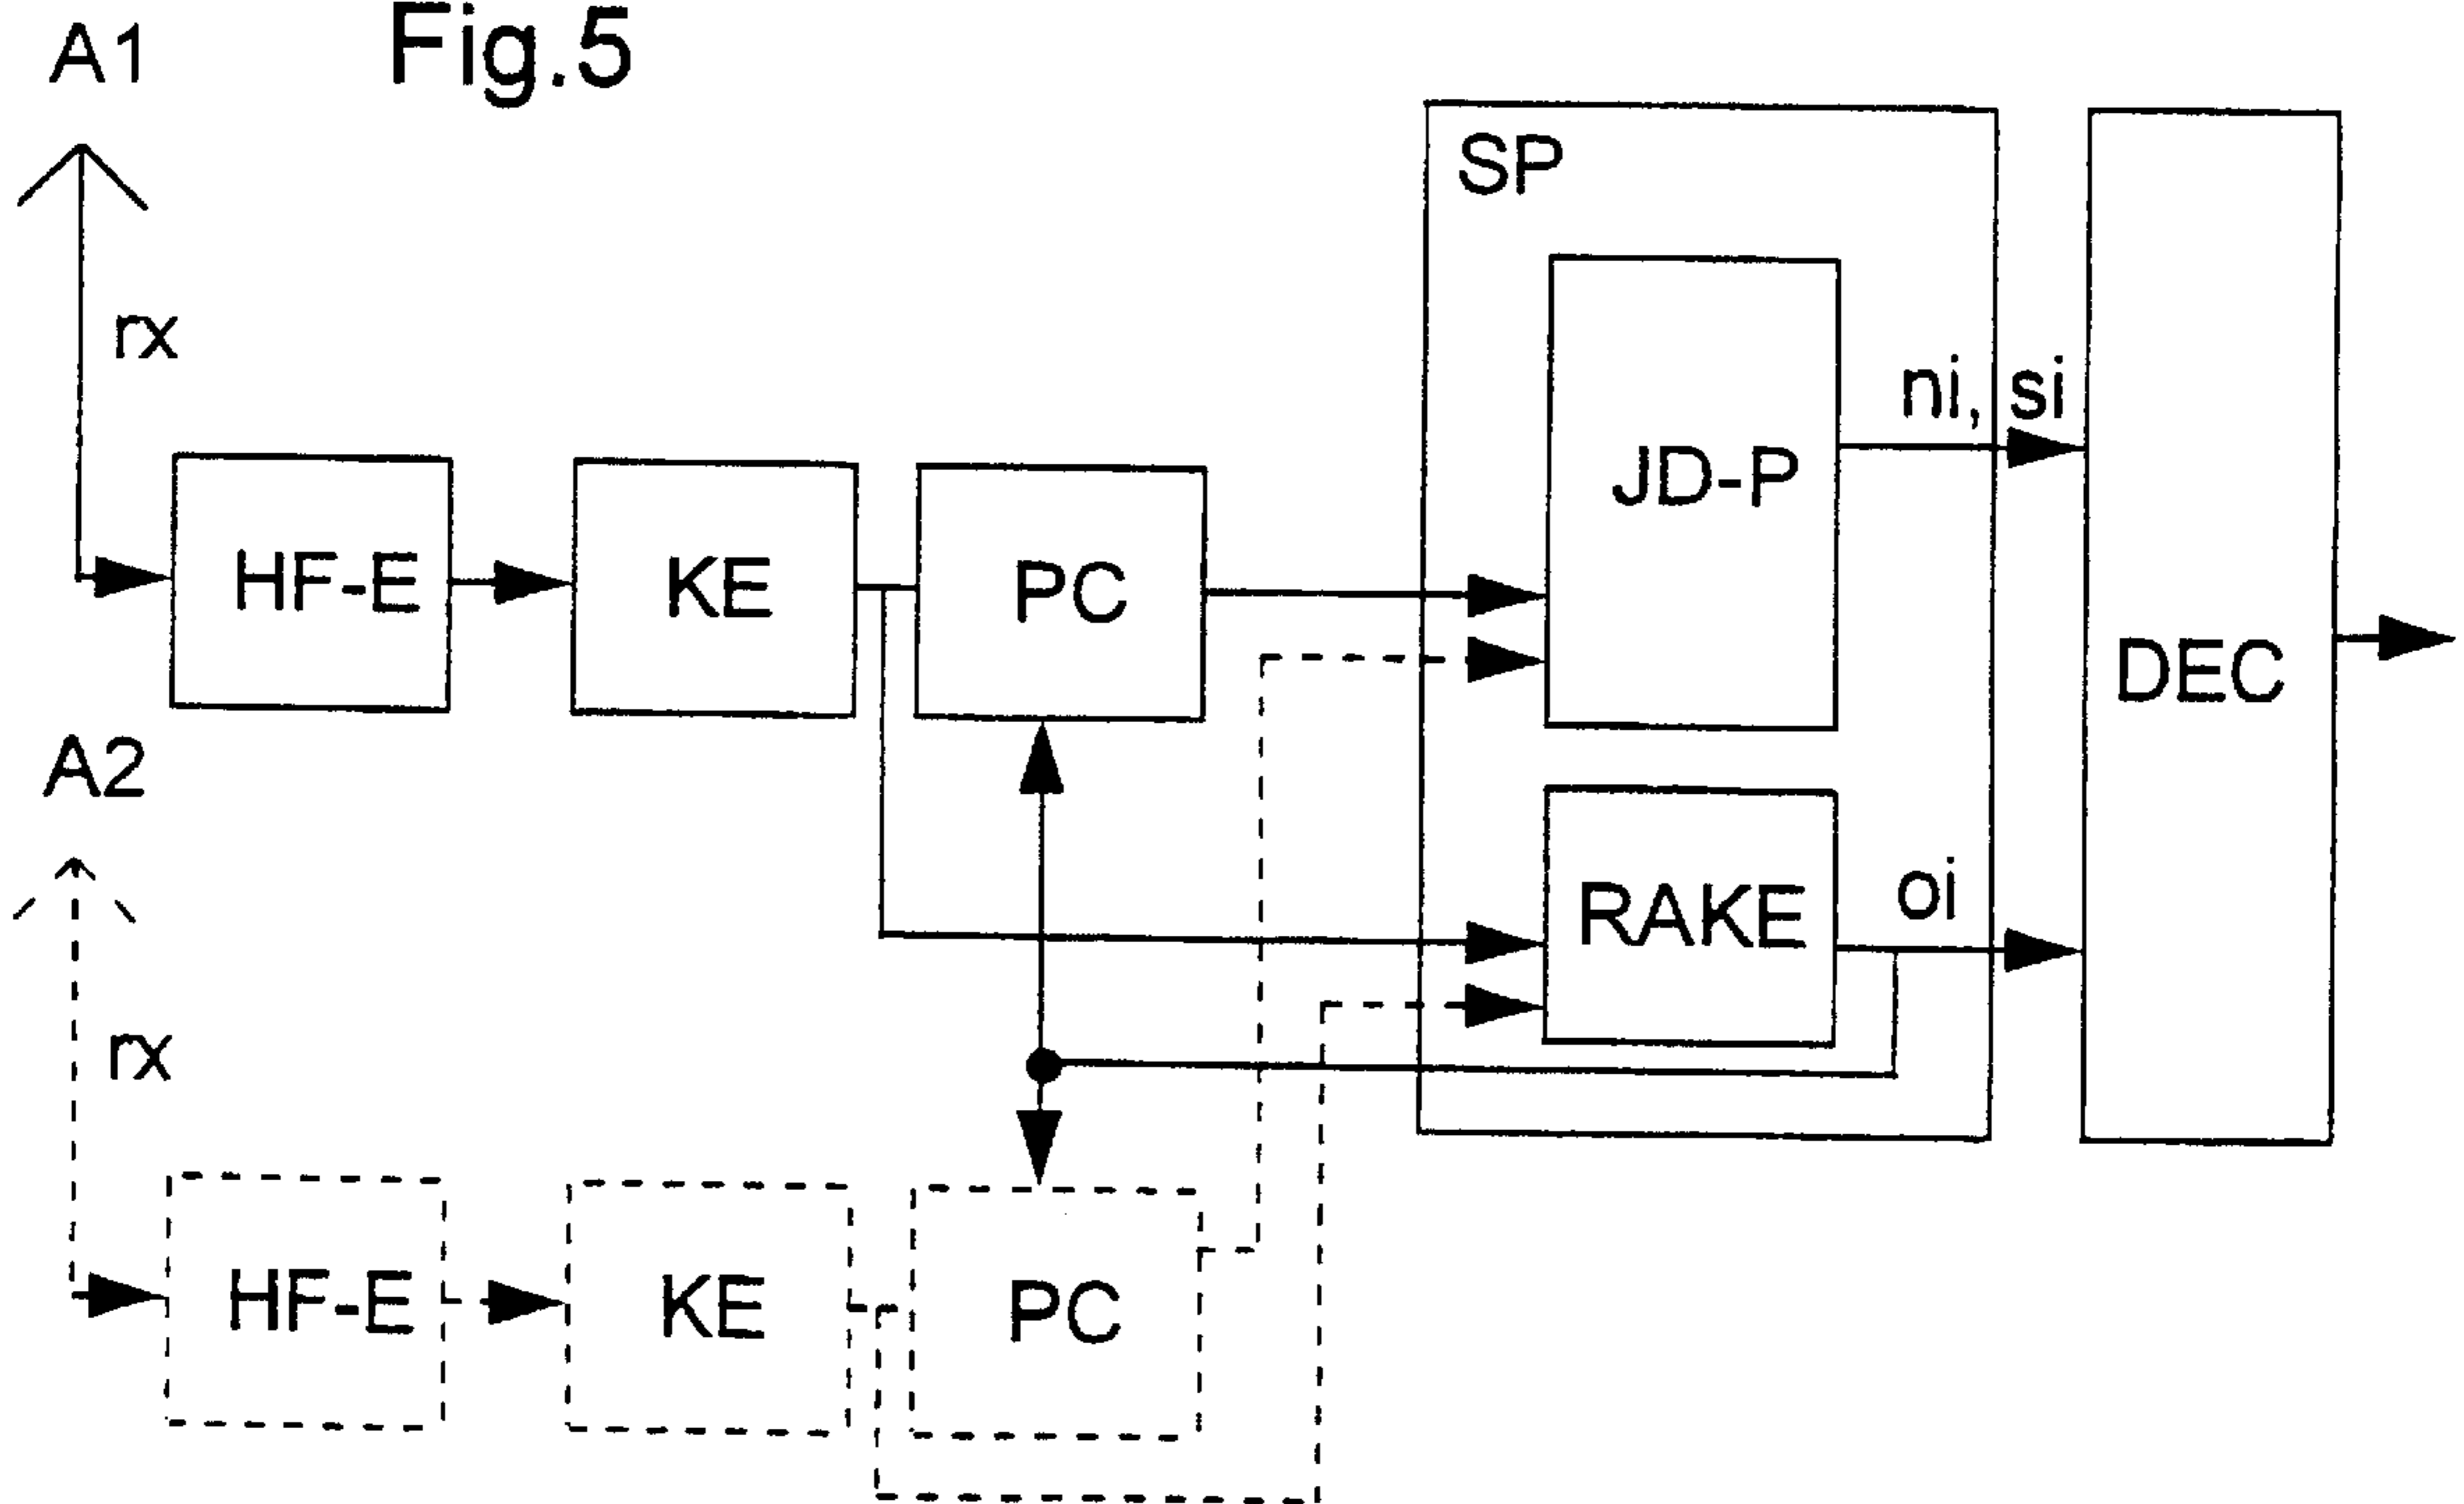 Fig.5
A1
rx
SP
JD-P
ni, si
HF-E
KE
PC
DEC
A2
rx
RAKE
oi
HF-E
KE
PC